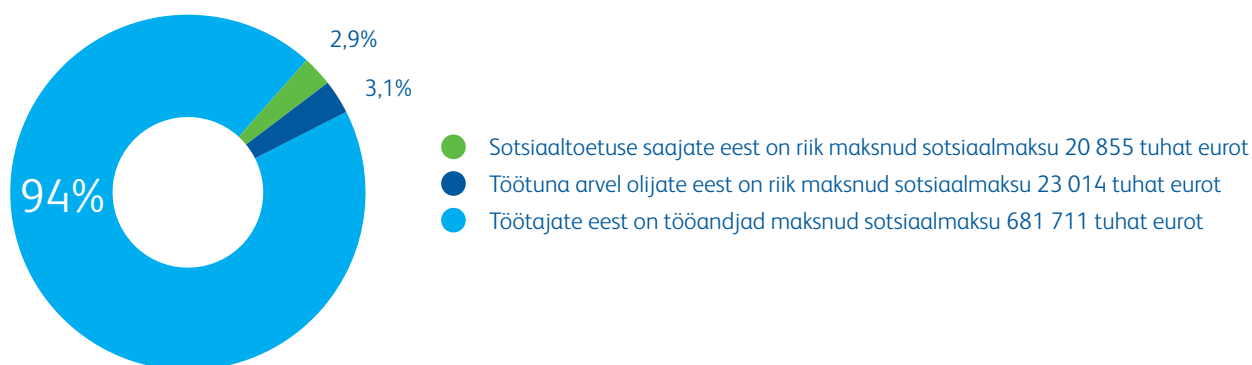 2,9%
3,1%
94%
Sotsiaaltoetuse saajate eest on riik maksnud sotsiaalmaksu 20 855 tuhat eurot
Töötuna arvel olijate eest on riik maksnud sotsiaalmaksu 23 014 tuhat eurot
Töötajate eest on tööandjad maksnud sotsiaalmaksu 681 711 tuhat eurot